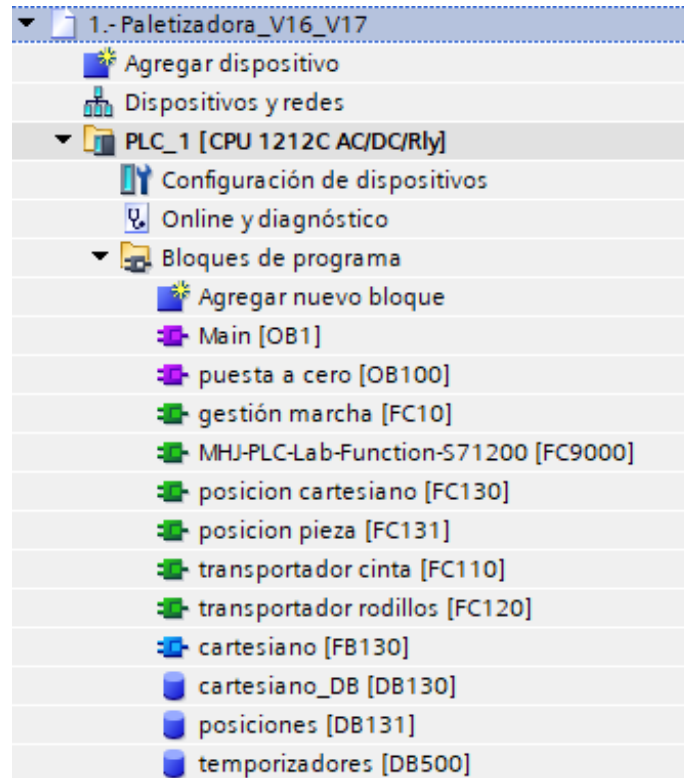 1.- Paletizadora_V16_V17
Agregar dispositivo
Dispositivos y redes
PLC_1 [CPU 1212C AC/DC/Rly]
Configuración de dispositivos
Online y diagnóstico
Bloques de programa
Agregar nuevo bloque
Main [OB1]
puesta a cero [OB100]
gestión marcha [FC10]
MHJ-PLC-Lab-Function-S71200 [FC9000]
posicion cartesiano [FC130]
posicion pieza [FC131]
transportador cinta [FC110]
transportador rodillos [FC120]
cartesiano [FB130]
cartesiano_DB [DB130]
posiciones [DB131]
temporizadores [DB500]